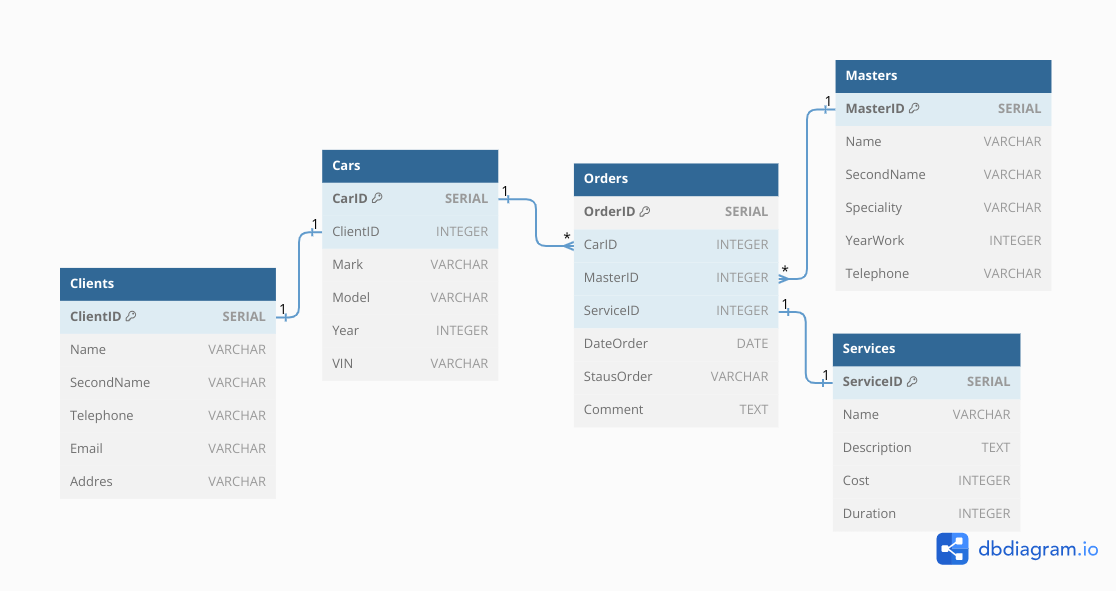 Clients
ClientID SERIAL
Name VARCHAR
SecondName VARCHAR
Telephone VARCHAR
Email VARCHAR
Addres VARCHAR
1
1
Cars
CarID SERIAL
ClientID INTEGER
Mark VARCHAR
Model VARCHAR
Year INTEGER
VIN VARCHAR
1
*
Orders
OrderID SERIAL
CarID INTEGER
MasterID INTEGER
ServiceID INTEGER
DateOrder DATE
StausOrder VARCHAR
Comment TEXT
*
1
1
1
Masters
MasterID SERIAL
Name VARCHAR
SecondName VARCHAR
Speciality VARCHAR
YearWork INTEGER
Telephone VARCHAR
Services
ServiceID SERIAL
Name VARCHAR
Description TEXT
Cost INTEGER
Duration INTEGER
dbdiagram.io